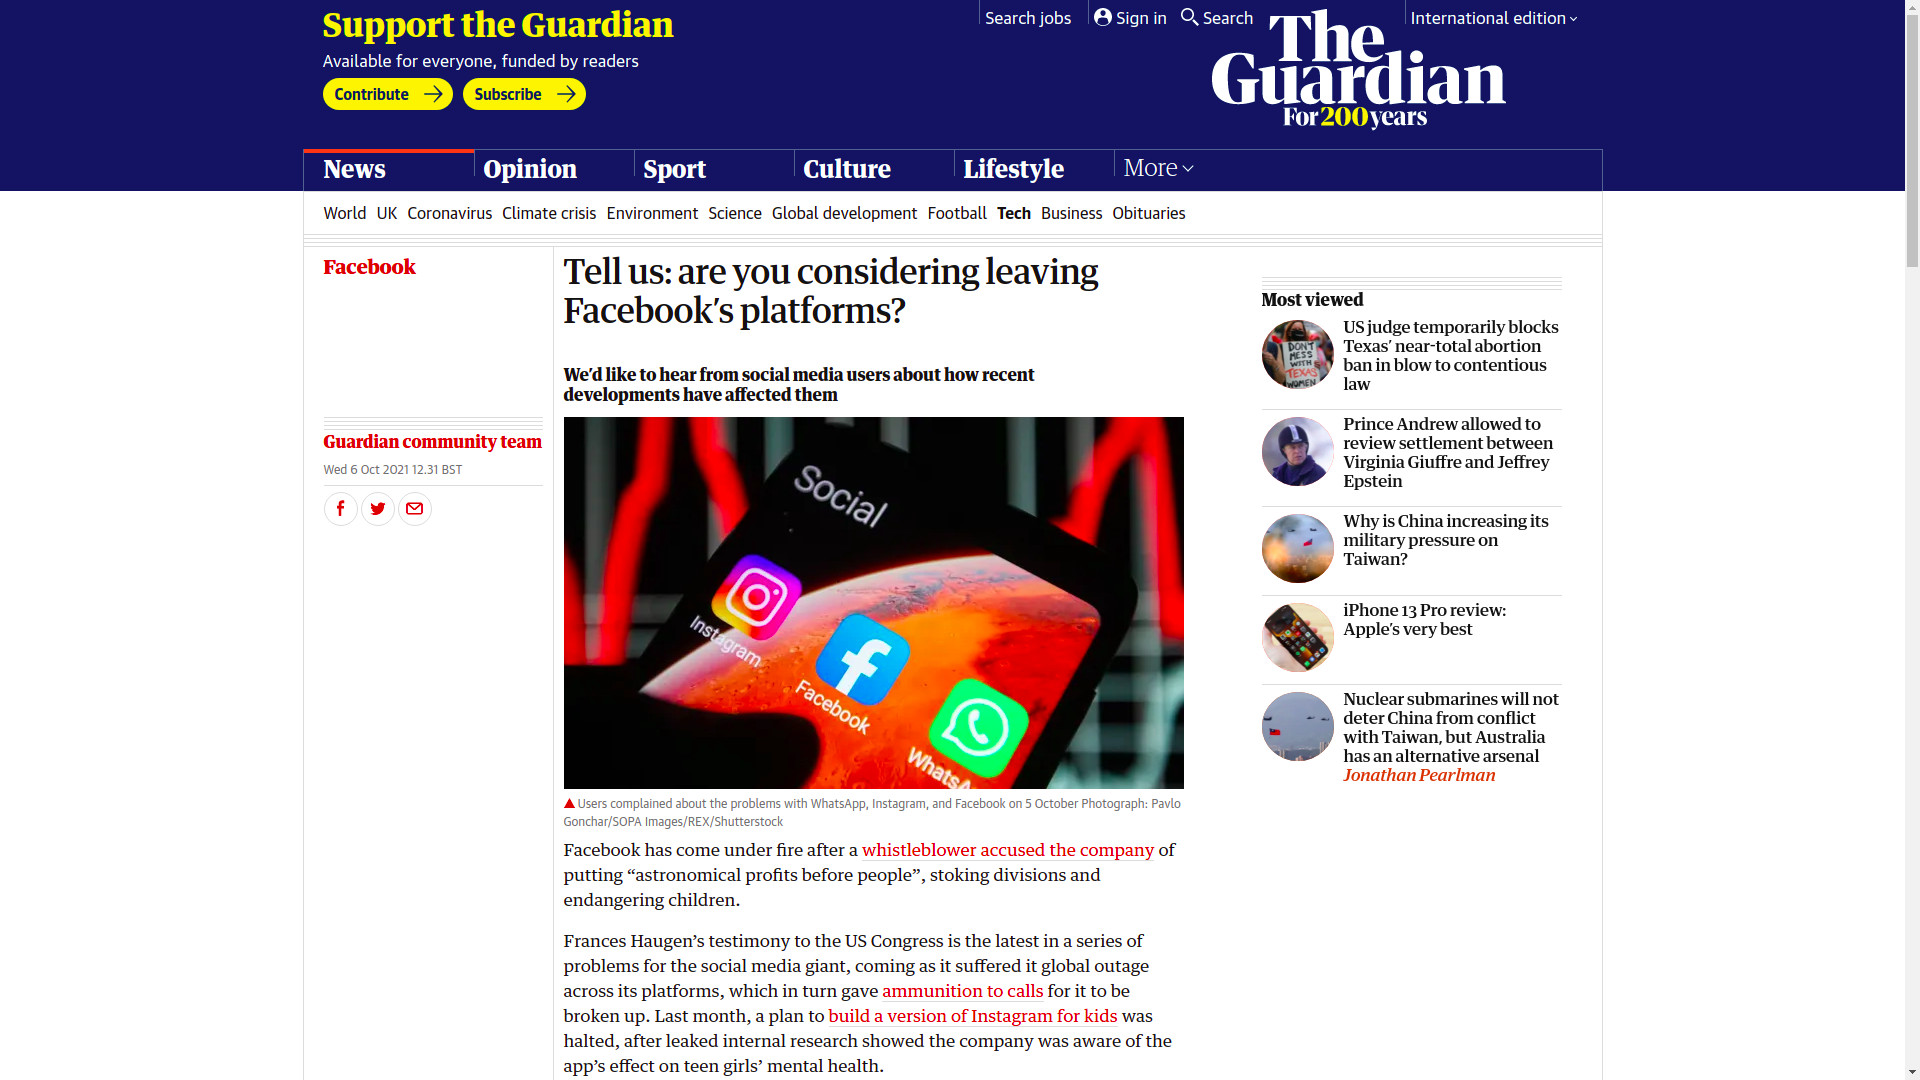 Support the Guardian
Available for everyone, funded by readers
Contribute
Subscribe
Search jobs
Sign in
Search
International edition
The
Guardian
For 200 years
News
Opinion
Sport
Culture
Lifestyle
More
World UK Coronavirus Climate crisis Environment Science Global development Football Tech Business Obituaries
Facebook
Guardian community team
Wed 6 Oct 2021 12.31 BST
Tell us: are you considering leaving
Facebook’s platforms?
We’d like to hear from social media users about how recent
developments have affected them
Social
Instagram
Facebook
WhatsA
Users complained about the problems with WhatsApp, Instagram, and Facebook on 5 October Photograph: Pavlo
Gonchar/SOPA Images/REX/Shutterstock
Facebook has come under fire after a whistleblower accused the company of
putting “astronomical profits before people”, stoking divisions and
endangering children.
Frances Haugen’s testimony to the US Congress is the latest in a series of
problems for the social media giant, coming as it suffered it global outage
across its platforms, which in turn gave ammunition to calls for it to be
broken up. Last month, a plan to build a version of Instagram for kids was
halted, after leaked internal research showed the company was aware of the
app’s effect on teen girls’ mental health.
Most viewed
DON'T
MESS
WITH
TEXAS
WOMEN
US judge temporarily blocks
Texas’ near-total abortion
ban in blow to contentious
law
Prince Andrew allowed to
review settlement between
Virginia Giuffre and Jeffrey
Epstein
Why is China increasing its
military pressure on
Taiwan?
iPhone 13 Pro review:
Apple’s very best
Nuclear submarines will not
deter China from conflict
with Taiwan, but Australia
has an alternative arsenal
Jonathan Pearlman